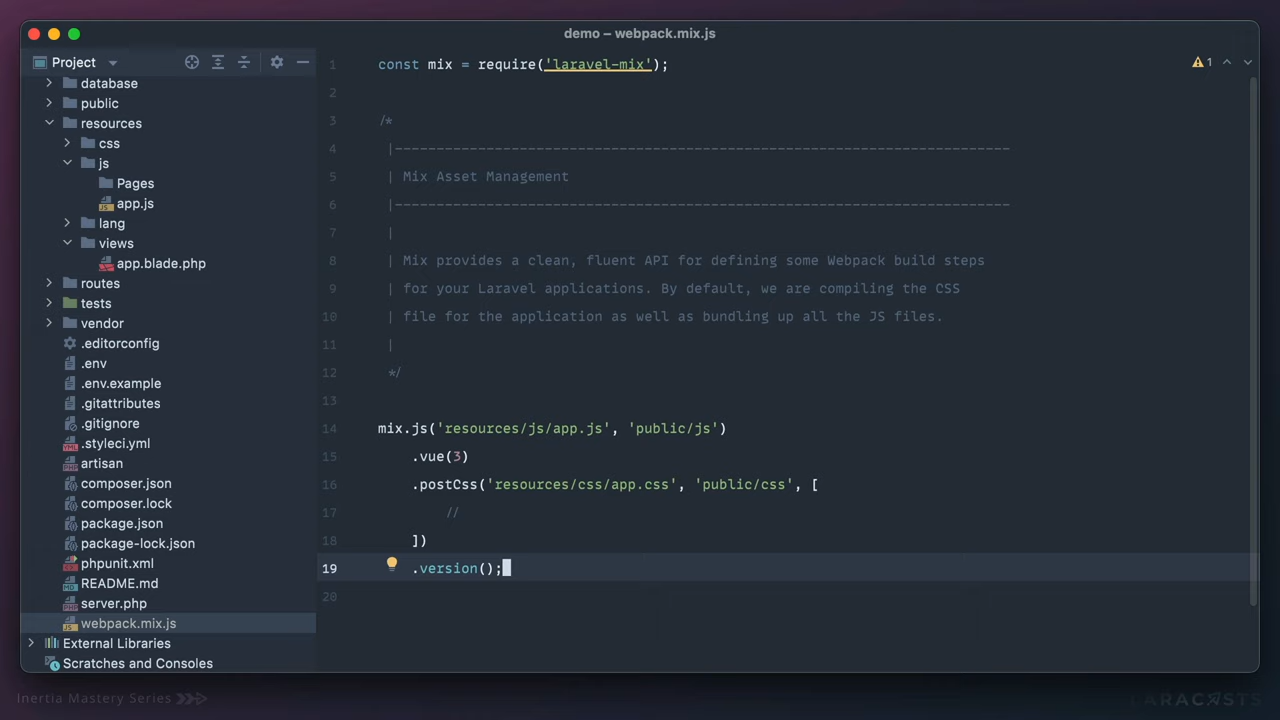 demo – webpack.mix.js
Project
database
public
resources
css
js
Pages
app.js
lang
views
app.blade.php
routes
tests
vendor
.editorconfig
.env
.env.example
.gitattributes
.gitignore
.styleci.yml
artisan
composer.json
composer.lock
package.json
package-lock.json
phpunit.xml
README.md
server.php
webpack.mix.js
External Libraries
Scratches and Consoles
1 const mix = require('laravel-mix');
2
3 /*
4 |--------------------------------------------------------------------------
5 | Mix Asset Management
6 |--------------------------------------------------------------------------
7 |
8 | Mix provides a clean, fluent API for defining some Webpack build steps
9 | for your Laravel applications. By default, we are compiling the CSS
10 | file for the application as well as bundling up all the JS files.
11 |
12 */
13
14 mix.js('resources/js/app.js', 'public/js')
15 .vue(3)
16 .postCss('resources/css/app.css', 'public/css', [
17 //
18 ])
19 .version();
20
1
Inertia Mastery Series
LARACASTS